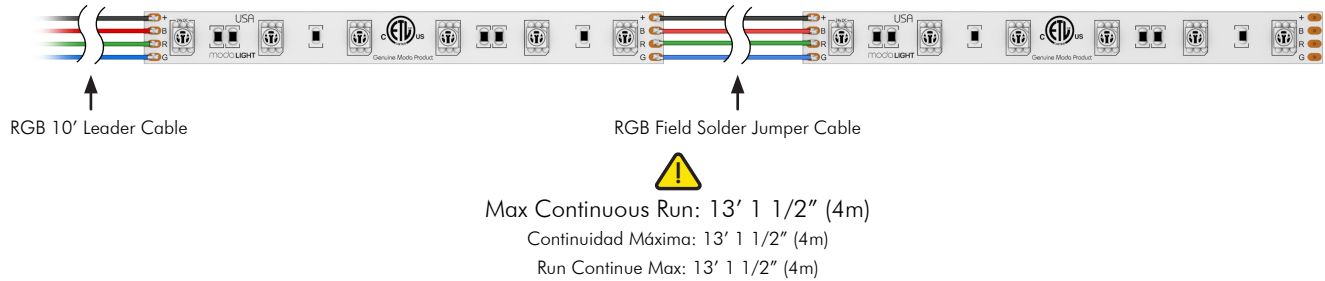 + USA + + USA +
B C US B B C US B
R R R R
G modaLIGHT Genuine Moda Product G G modaLIGHT Genuine Moda Product G
RGB 10’ Leader Cable
RGB Field Solder Jumper Cable
Max Continuous Run: 13’ 1 1/2” (4m)
Continuidad Máxima: 13’ 1 1/2” (4m)
Run Continue Max: 13’ 1 1/2” (4m)